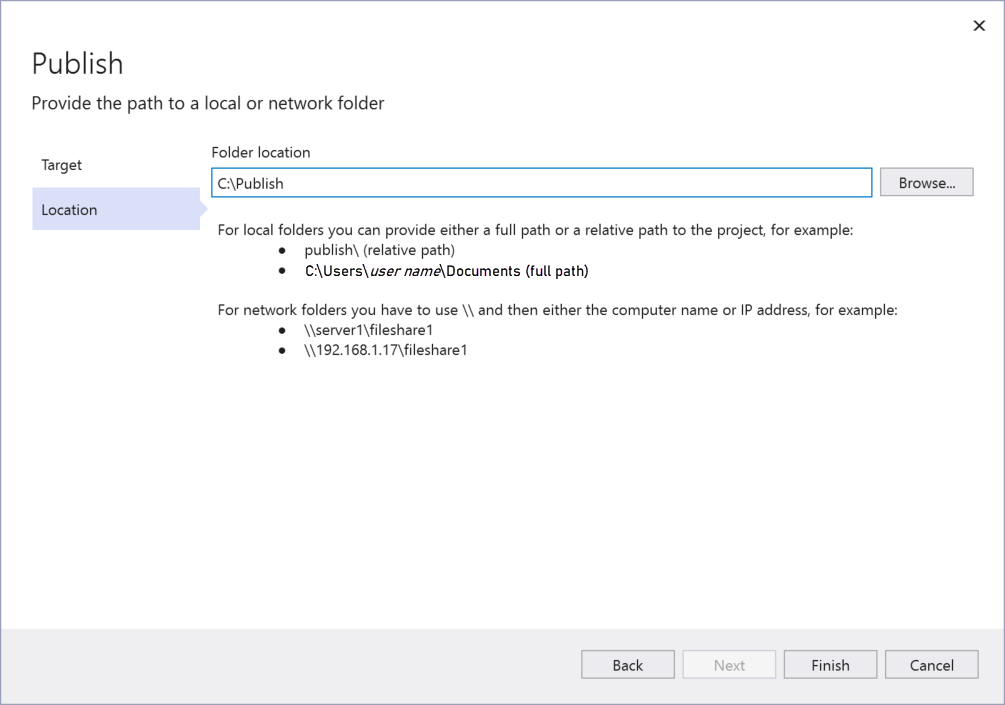 Publish
Provide the path to a local or network folder
Target
Location
Folder location
C:\Publish
Browse...
For local folders you can provide either a full path or a relative path to the project, for example:
● publish\ (relative path)
● C:\Users\user name\Documents (full path)
For network folders you have to use \\ and then either the computer name or IP address, for example:
● \\server1\fileshare1
● \\192.168.1.17\fileshare1
Back
Next
Finish
Cancel